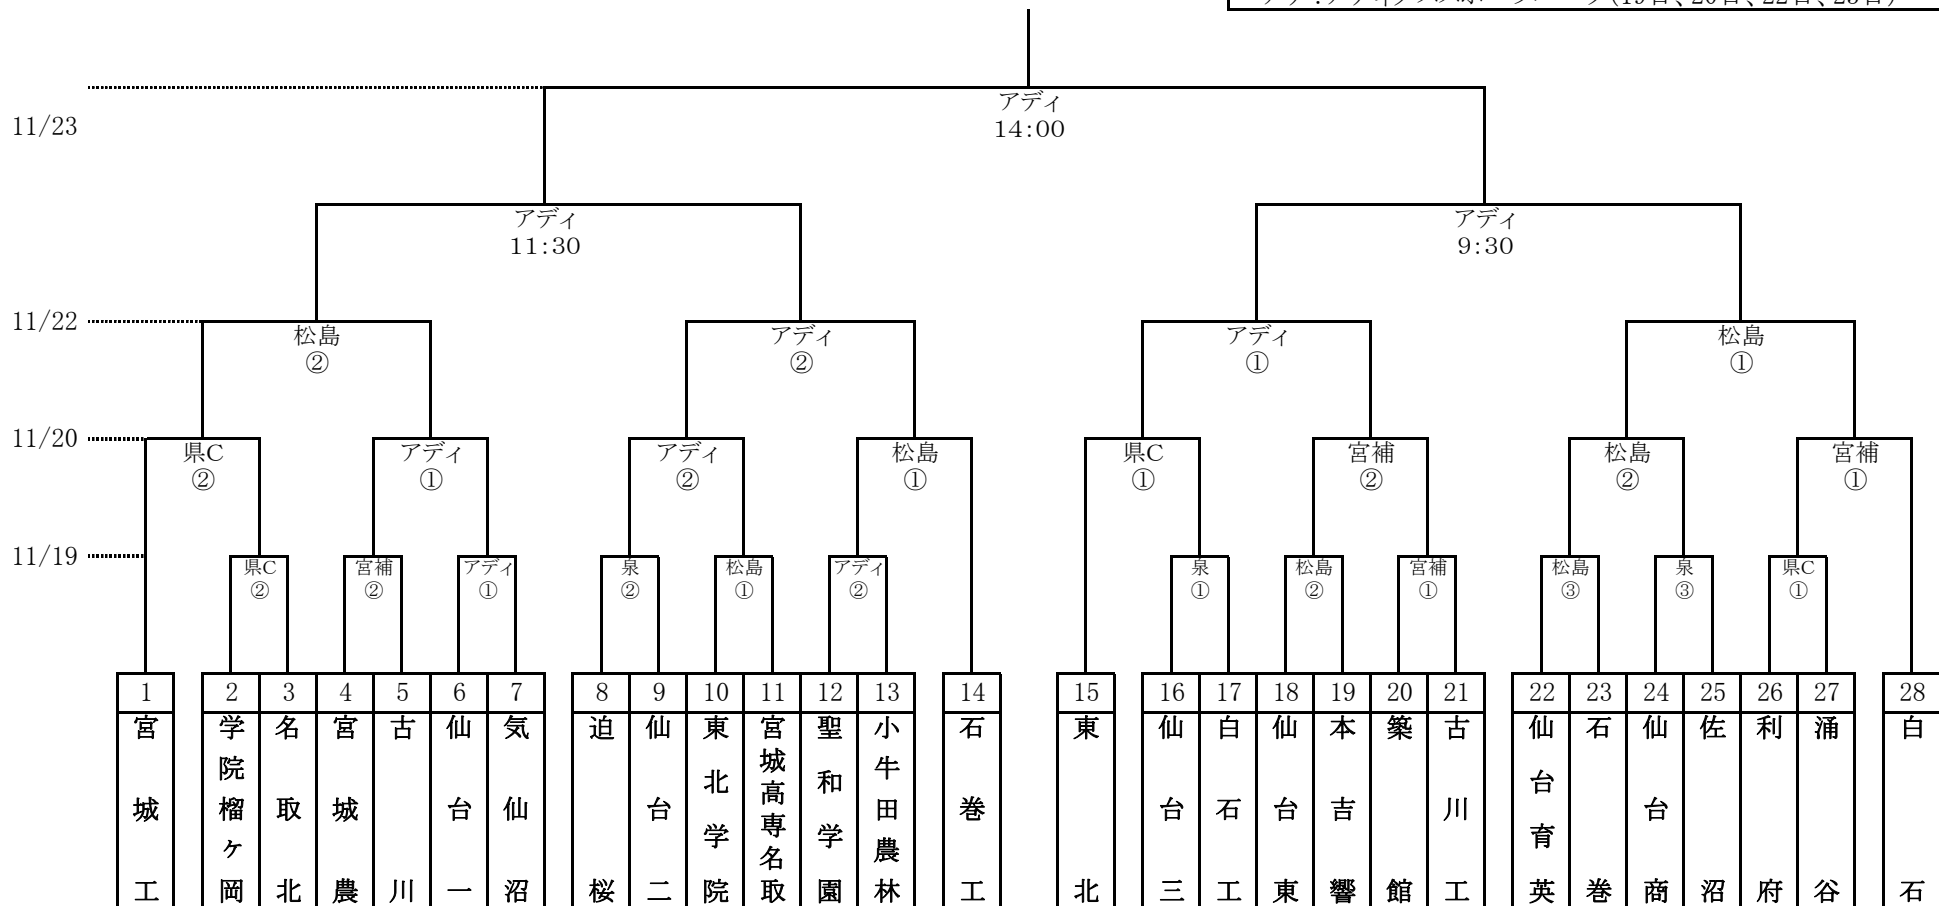 アディ
11/23
14:00
アディ
アディ
11:30
9:30
11/22
松島
アディ
アディ
松島
②
②
①
①
11/20
県C
アディ
アディ
松島
県C
宮補
松島
宮補
②
①
②
①
①
②
②
①
11/19
県C
宮補
アディ
泉
松島
アディ
泉
松島
宮補
松島
泉
県C
②
②
①
②
①
②
①
②
①
③
③
①
1
2
3
4
5
6
7
8
9
10
11
12
13
14
15
16
17
18
19
20
21
22
23
24
25
26
27
28
宮城工
学院榴ヶ岡
名取北
宮城農
古川
仙台一
気仙沼
迫桜
仙台二
東北学院
宮城高専名取
聖和学園
小牛田農林
石巻工
東北
仙台三
白石工
仙台東
本吉響
築館
古川工
仙台育英
石巻
仙台商
佐沼
利府
涌谷
白石